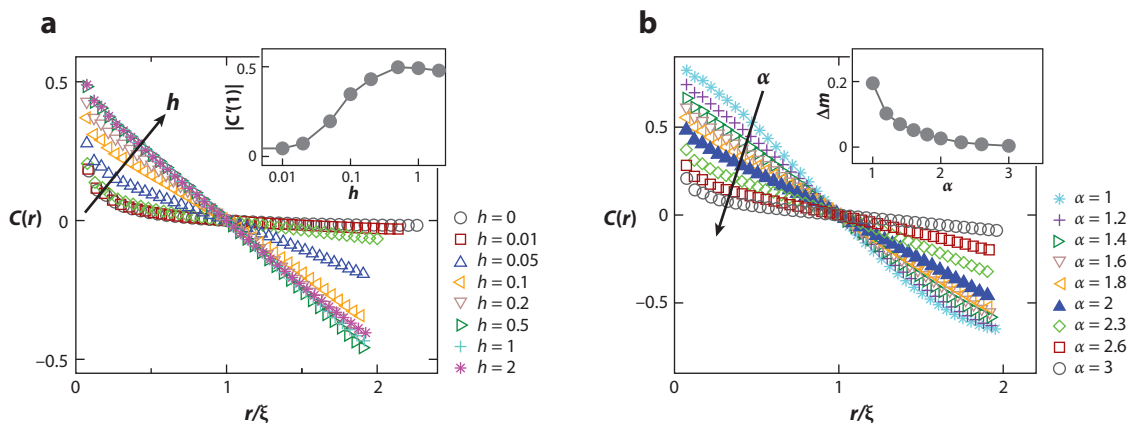 a
0.5
0
−0.5
C(r)
0
1
2
r/ξ
h
|C′(1)|
0.5
0
0.01
0.1
1
h
h = 0
h = 0.01
h = 0.05
h = 0.1
h = 0.2
h = 0.5
h = 1
h = 2
b
0.5
0
−0.5
C(r)
0
1
2
r/ξ
α
Δm
0.2
0
1
2
3
α
α = 1
α = 1.2
α = 1.4
α = 1.6
α = 1.8
α = 2
α = 2.3
α = 2.6
α = 3